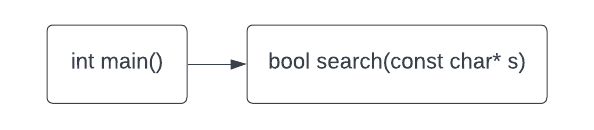 int main()
bool search(const char* s)